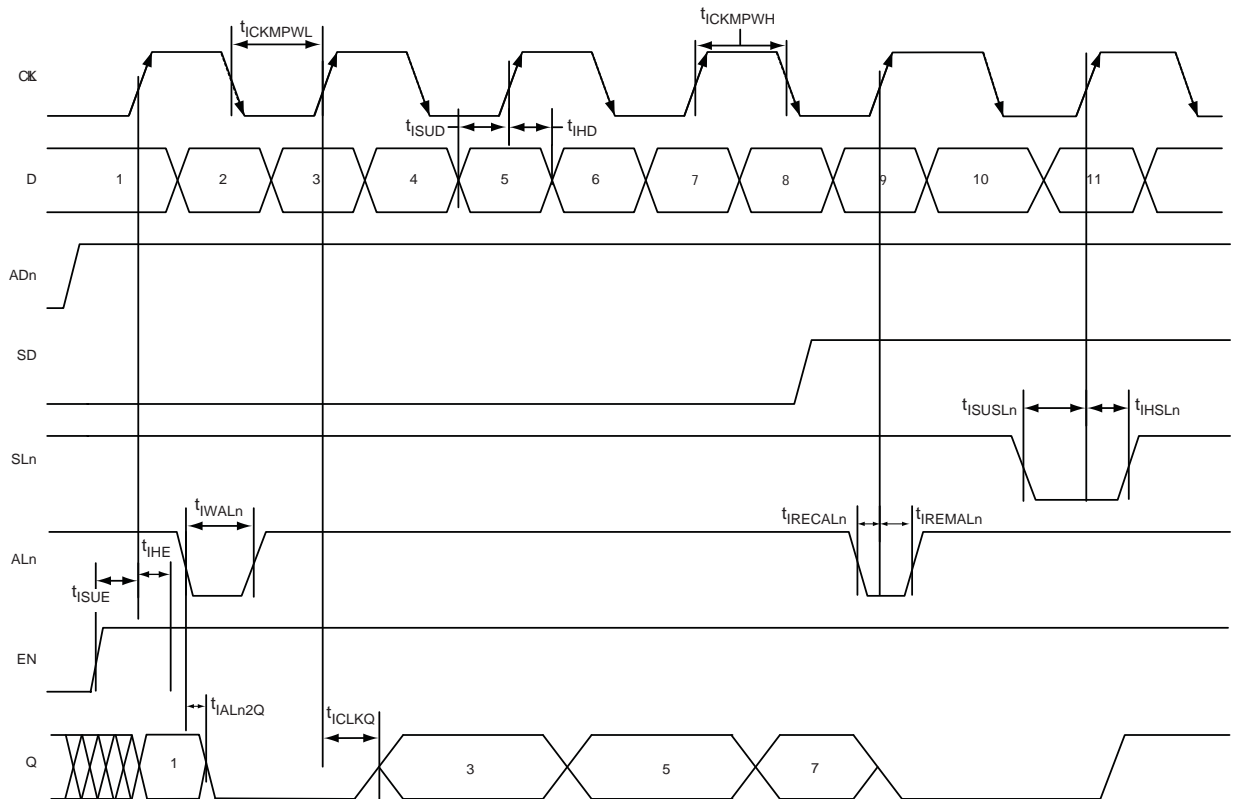 tICKMPWL
tICKMPWH
CLK
tISUD
tIHD
D 1 2 3 4 5 6 7 8 9 10 11
ADn
SD
tISUSLn
tIHSLn
SLn
tIWALn
tIRECALn
tIREMALn
ALn
tIHE
tISUE
EN
tIALn2Q
tICLKQ
Q 1 3 5 7